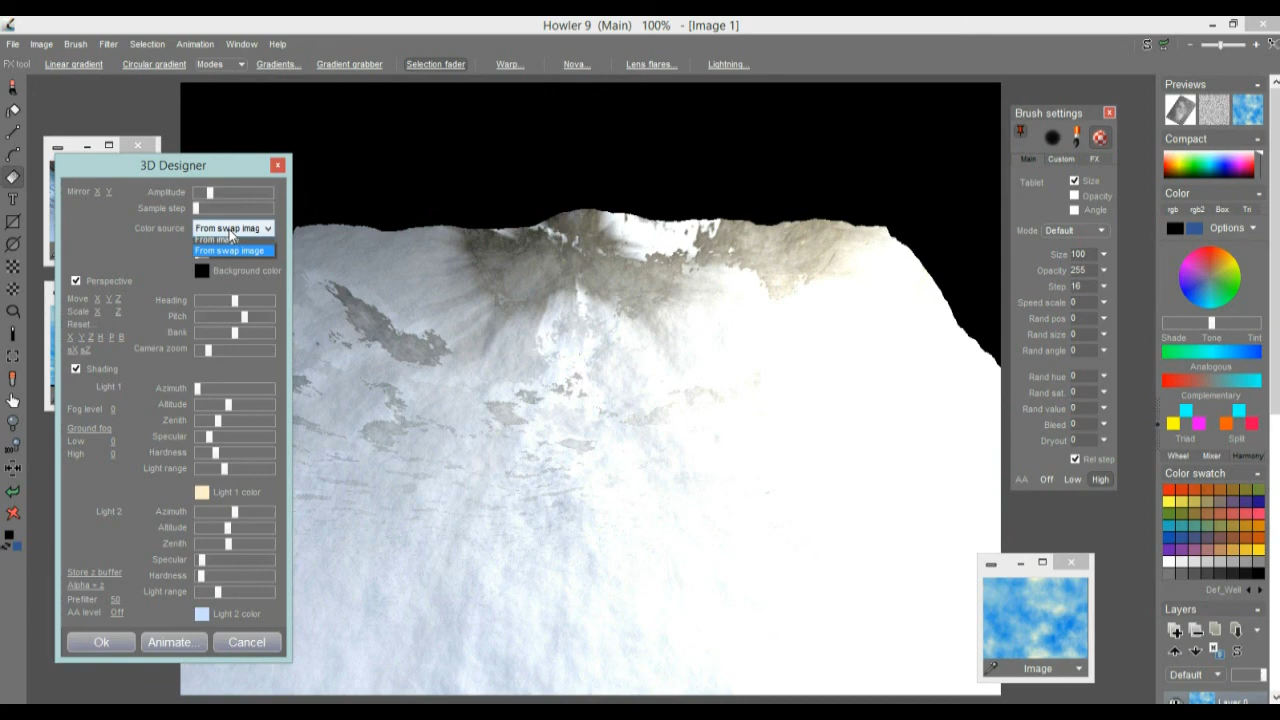 Howler 9 (Main) 100% - [Image 1]
File Image Brush Filter Selection Animation Window Help
FX tool Linear gradient Circular gradient Modes Gradients... Gradient grabber Selection fader Warp... Nova... Lens flares... Lightning...
3D Designer
Mirror X Y Amplitude
Sample step
Color source From swap imag
From image
From swap image
Background color
Perspective
Move X Y Z Heading
Scale X Z Pitch
Reset...
X Y Z H P B Bank
aX aZ Camera zoom
Shading
Light 1 Azimuth
Altitude
Fog level 0
Zenith
Ground fog
Specular
Low 0
Hardness
High 0
Light range
Light 1 color
Light 2 Azimuth
Altitude
Zenith
Specular
Store z buffer
Hardness
Alpha + z
Light range
Prefilter 50
AA level Off
Light 2 color
Ok Animate... Cancel
Brush settings
Main Custom FX
Tablet Size
Opacity
Angle
Mode Default
Size 100
Opacity 255
Step 16
Speed scale 0
Rand pos 0
Rand size 0
Rand angle 0
Rand hue 0
Rand sat. 0
Rand value 0
Bleed 0
Dryout 0
Rel step
AA Off Low High
Image
Previews
Compact
Color
rgb rgb2 Box Tri
Options
Shade Tone Tint
Analogous
Complementary
Triad Split
Wheel Mixer Harmony
Color swatch
Def_Well
Layers
Default
Layer 0